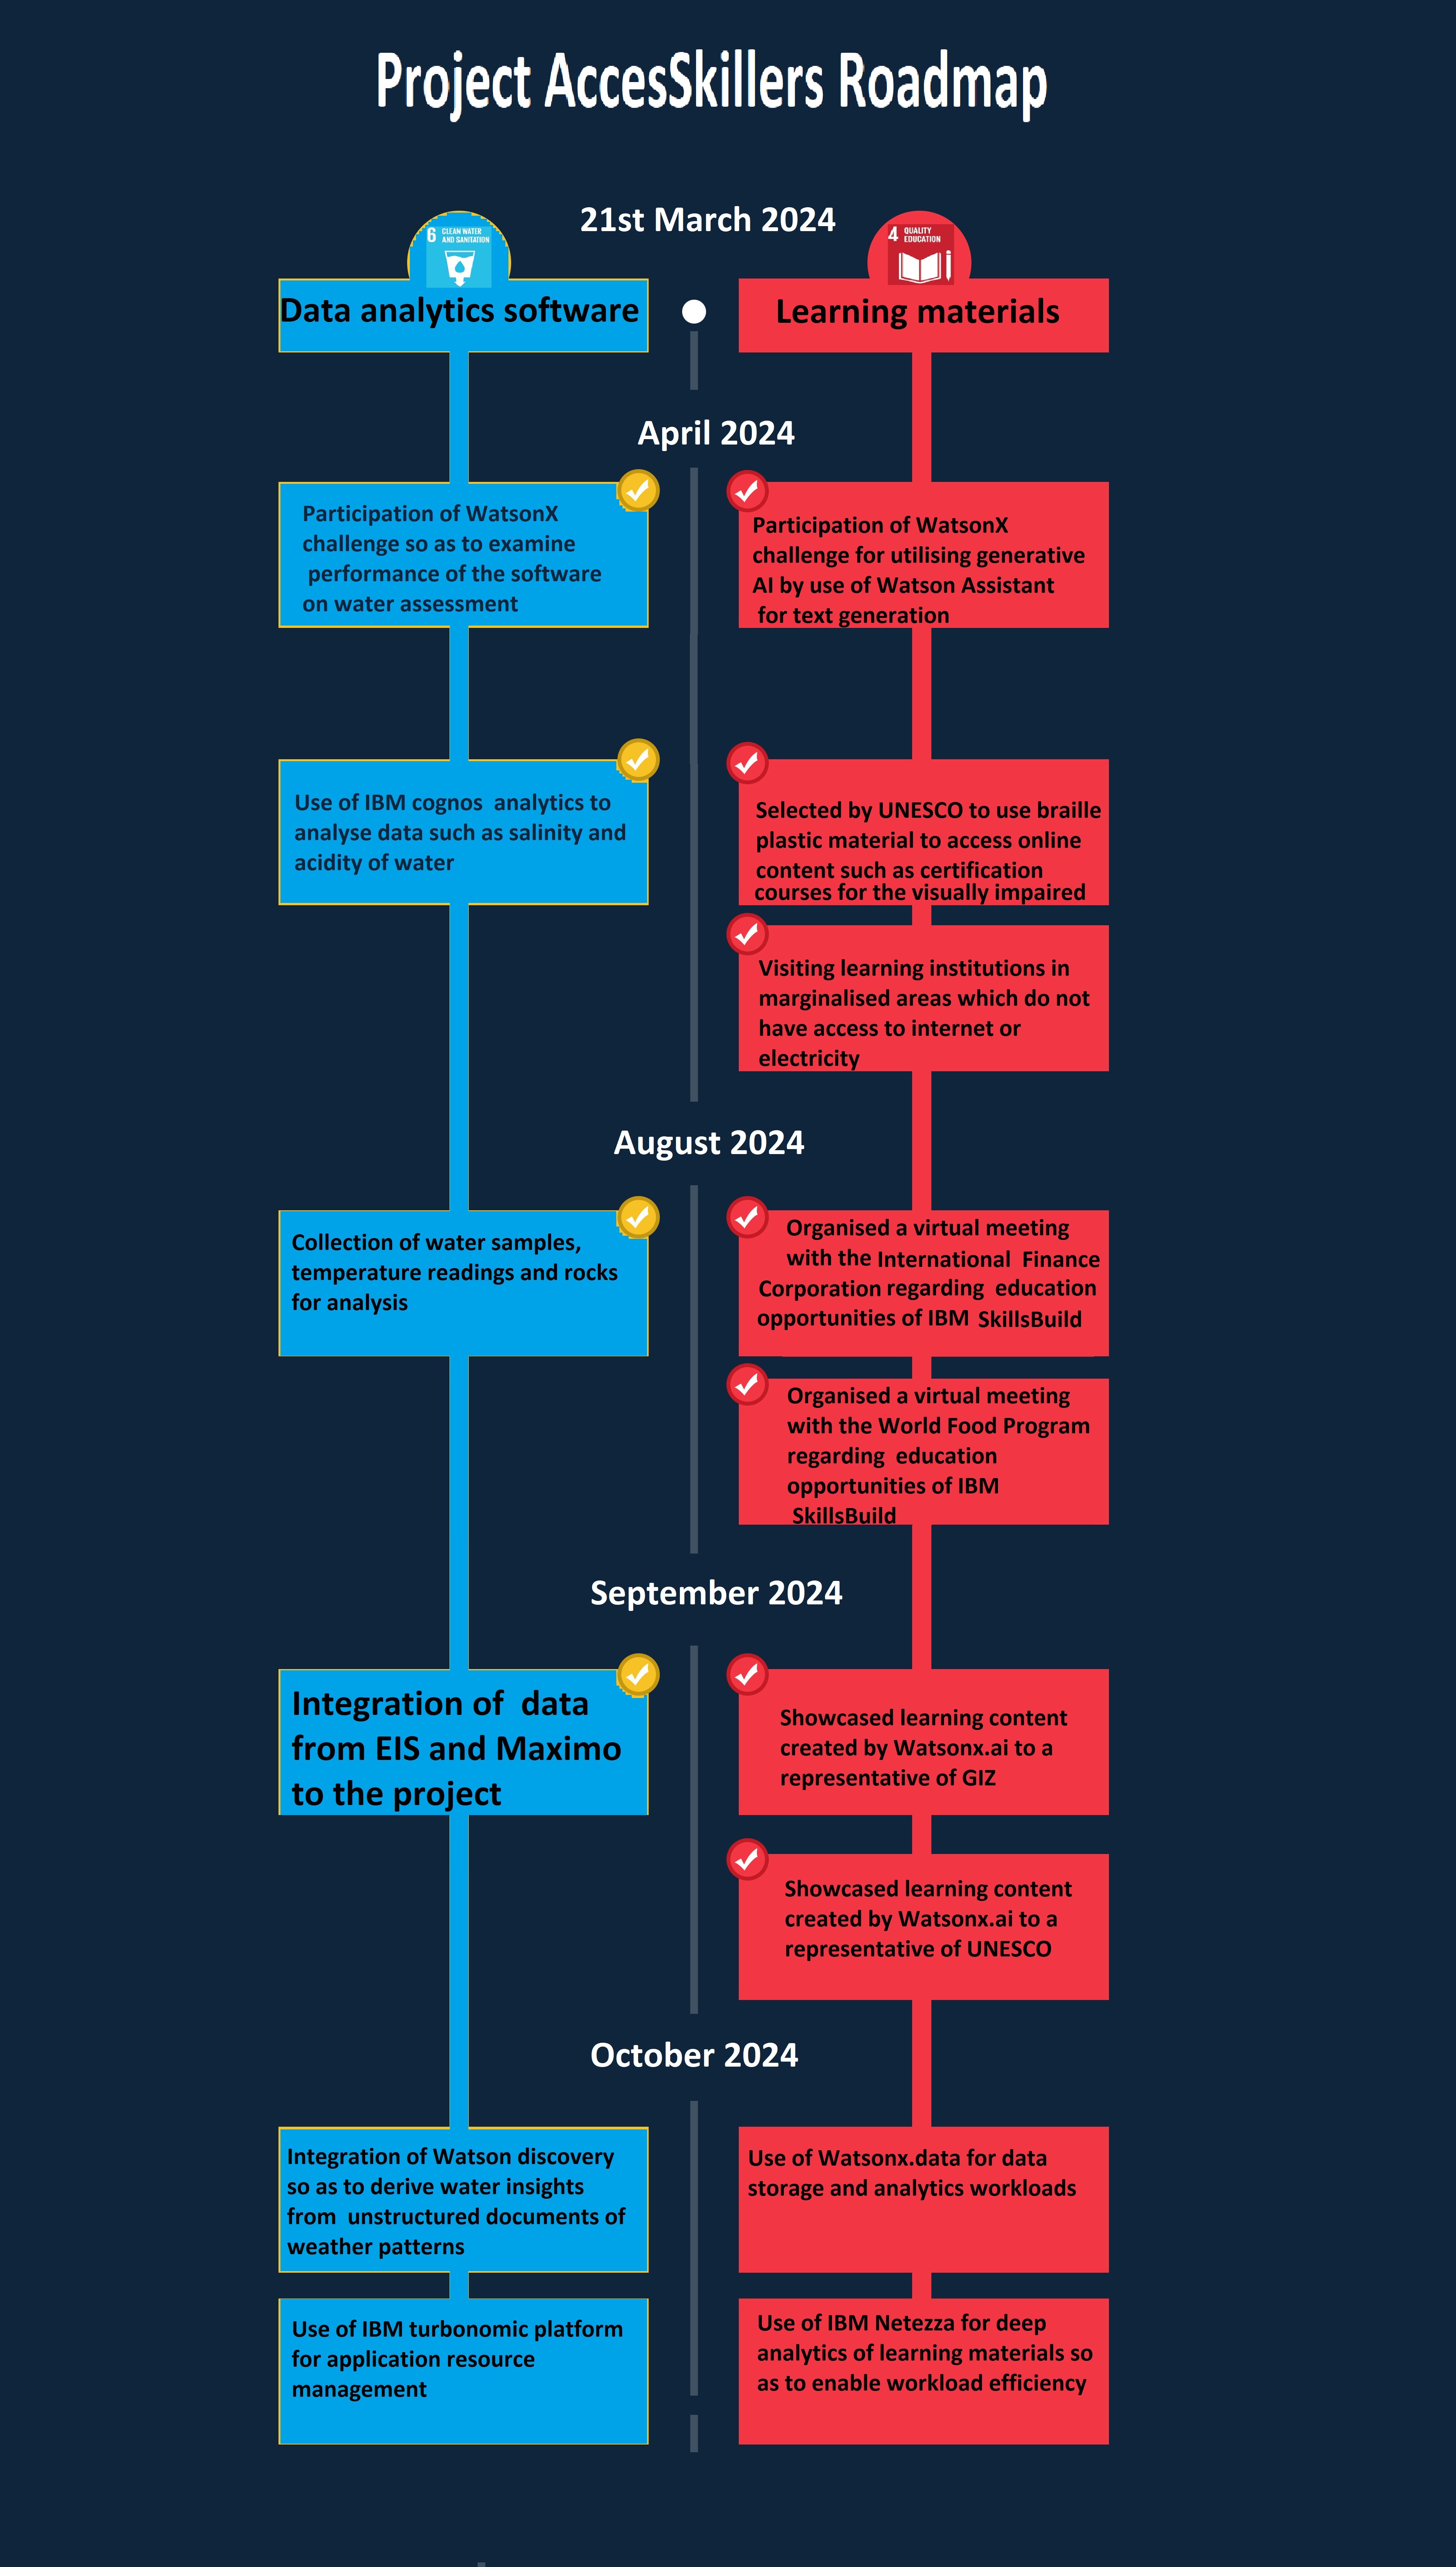 Project AccesSkillers Roadmap
21st March 2024
6 CLEAN WATER
AND SANITATION
Data analytics software
4 QUALITY
EDUCATION
Learning materials
April 2024
Participation of WatsonX
challenge so as to examine
performance of the software
on water assessment
Participation of WatsonX
challenge for utilising generative
AI by use of Watson Assistant
for text generation
Use of IBM cognos analytics to
analyse data such as salinity and
acidity of water
Selected by UNESCO to use braille
plastic material to access online
content such as certification
courses for the visually impaired
Visiting learning institutions in
marginalised areas which do not
have access to internet or
electricity
August 2024
Collection of water samples,
temperature readings and rocks
for analysis
Organised a virtual meeting
with the International Finance
Corporation regarding education
opportunities of IBM SkillsBuild
Organised a virtual meeting
with the World Food Program
regarding education
opportunities of IBM
SkillsBuild
September 2024
Integration of data
from EIS and Maximo
to the project
Showcased learning content
created by Watsonx.ai to a
representative of GIZ
Showcased learning content
created by Watsonx.ai to a
representative of UNESCO
October 2024
Integration of Watson discovery
so as to derive water insights
from unstructured documents of
weather patterns
Use of Watsonx.data for data
storage and analytics workloads
Use of IBM turbonomic platform
for application resource
management
Use of IBM Netezza for deep
analytics of learning materials so
as to enable workload efficiency